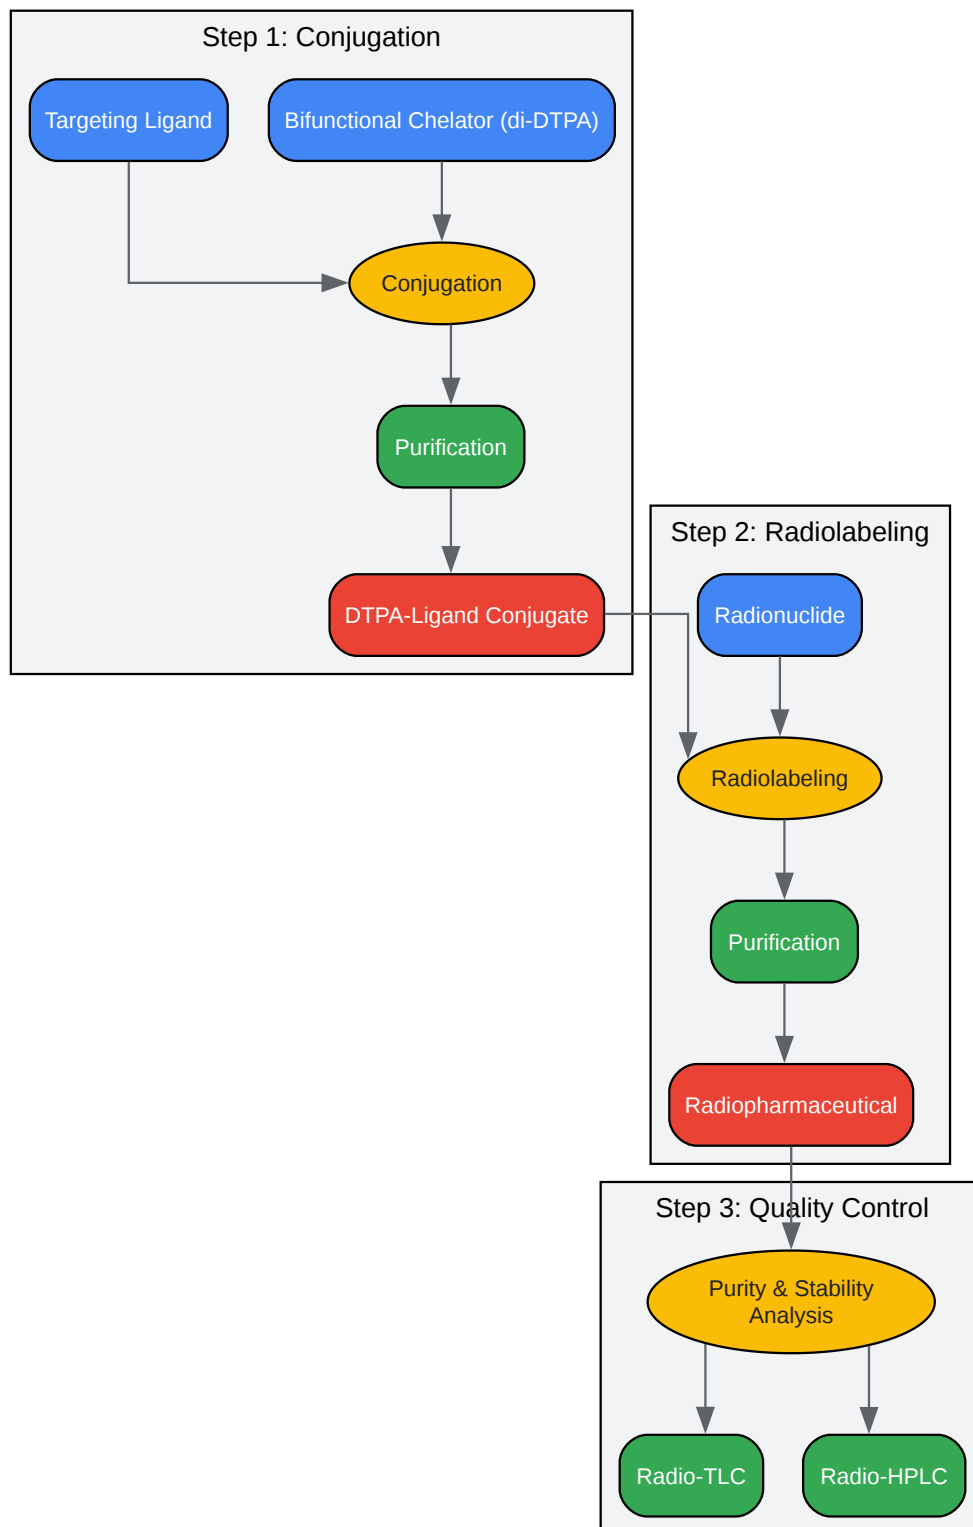 Step 1: Conjugation
Targeting Ligand
Bifunctional Chelator (di-DTPA)
Conjugation
Purification
DTPA-Ligand Conjugate
Step 2: Radiolabeling
Radionuclide
Radiolabeling
Purification
Radiopharmaceutical
Step 3: Quality Control
Purity & Stability
Analysis
Radio-TLC
Radio-HPLC